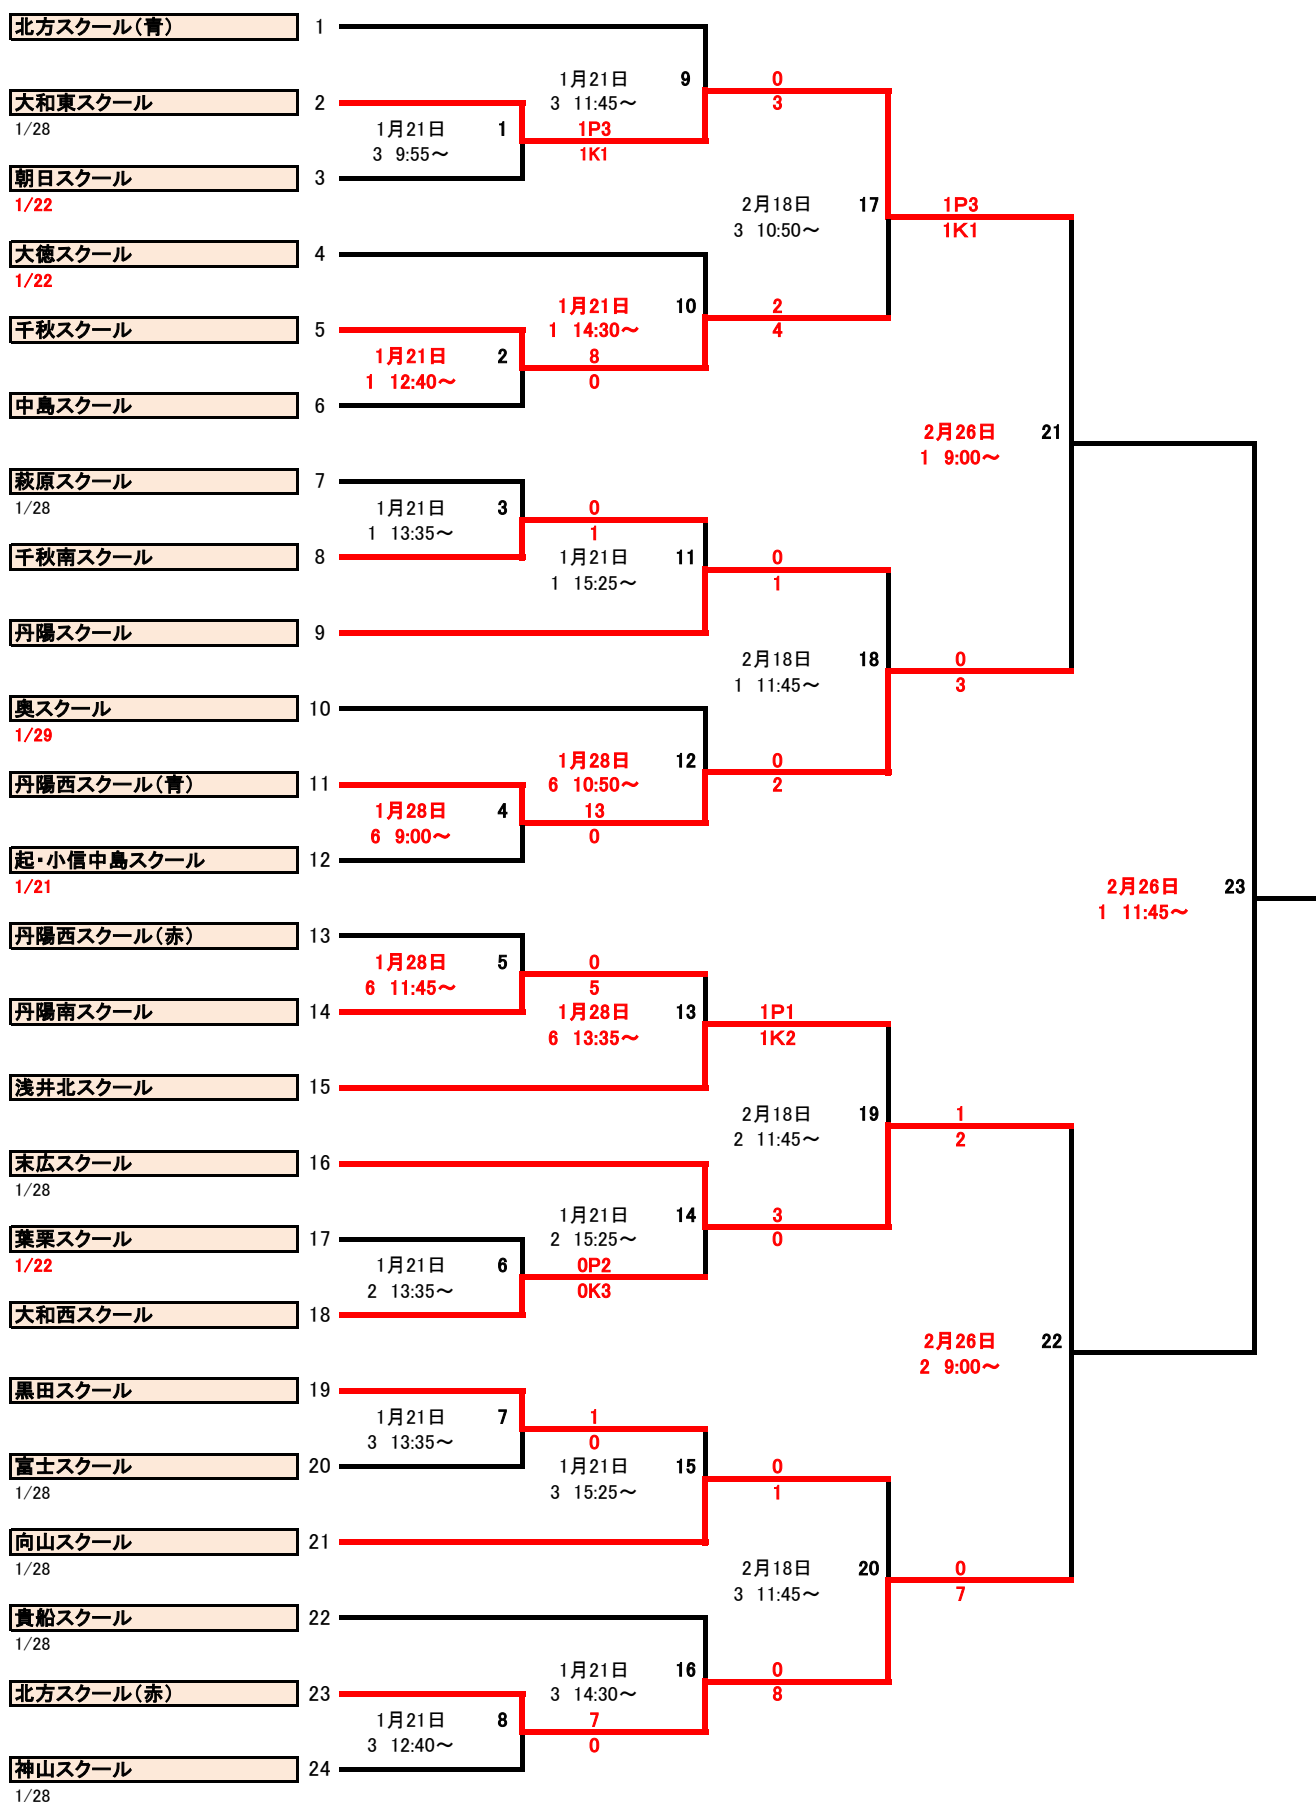 北方スクール（青） 1
1月21日 9 0
大和東スクール 2 3 11:45～ 3
1/28 1月21日 1 1P3
3 9:55～ 1K1
朝日スクール 3
1/22 2月18日 17 1P3
3 10:50～ 1K1
大徳スクール 4
1/22
1月21日 10 2
千秋スクール 5 1 14:30～ 4
1月21日 2 8
1 12:40～ 0
中島スクール 6
2月26日 21
1 9:00～
萩原スクール 7
1/28 1月21日 3 0
1 13:35～ 1
千秋南スクール 8 1月21日 11 0
1 15:25～ 1
丹陽スクール 9
2月18日 18 0
1 11:45～ 3
奥スクール 10
1/29
1月28日 12 0
丹陽西スクール（青） 11 6 10:50～ 2
1月28日 4 13
6 9:00～ 0
起・小信中島スクール 12
1/21 2月26日 23
1 11:45～
丹陽西スクール（赤） 13
1月28日 5 0
6 11:45～ 5
丹陽南スクール 14 1月28日 13 1P1
6 13:35～ 1K2
浅井北スクール 15
2月18日 19 1
2 11:45～ 2
末広スクール 16
1/28
1月21日 14 3
葉栗スクール 17 2 15:25～ 0
1/22 1月21日 6 0P2
2 13:35～ 0K3
大和西スクール 18
2月26日 22
2 9:00～
黒田スクール 19
1月21日 7 1
3 13:35～ 0
富士スクール 20 1月21日 15 0
1/28 3 15:25～ 1
向山スクール 21
1/28 2月18日 20 0
3 11:45～ 7
貴船スクール 22
1/28
1月21日 16 0
北方スクール（赤） 23 3 14:30～ 8
1月21日 8 7
3 12:40～ 0
神山スクール 24
1/28